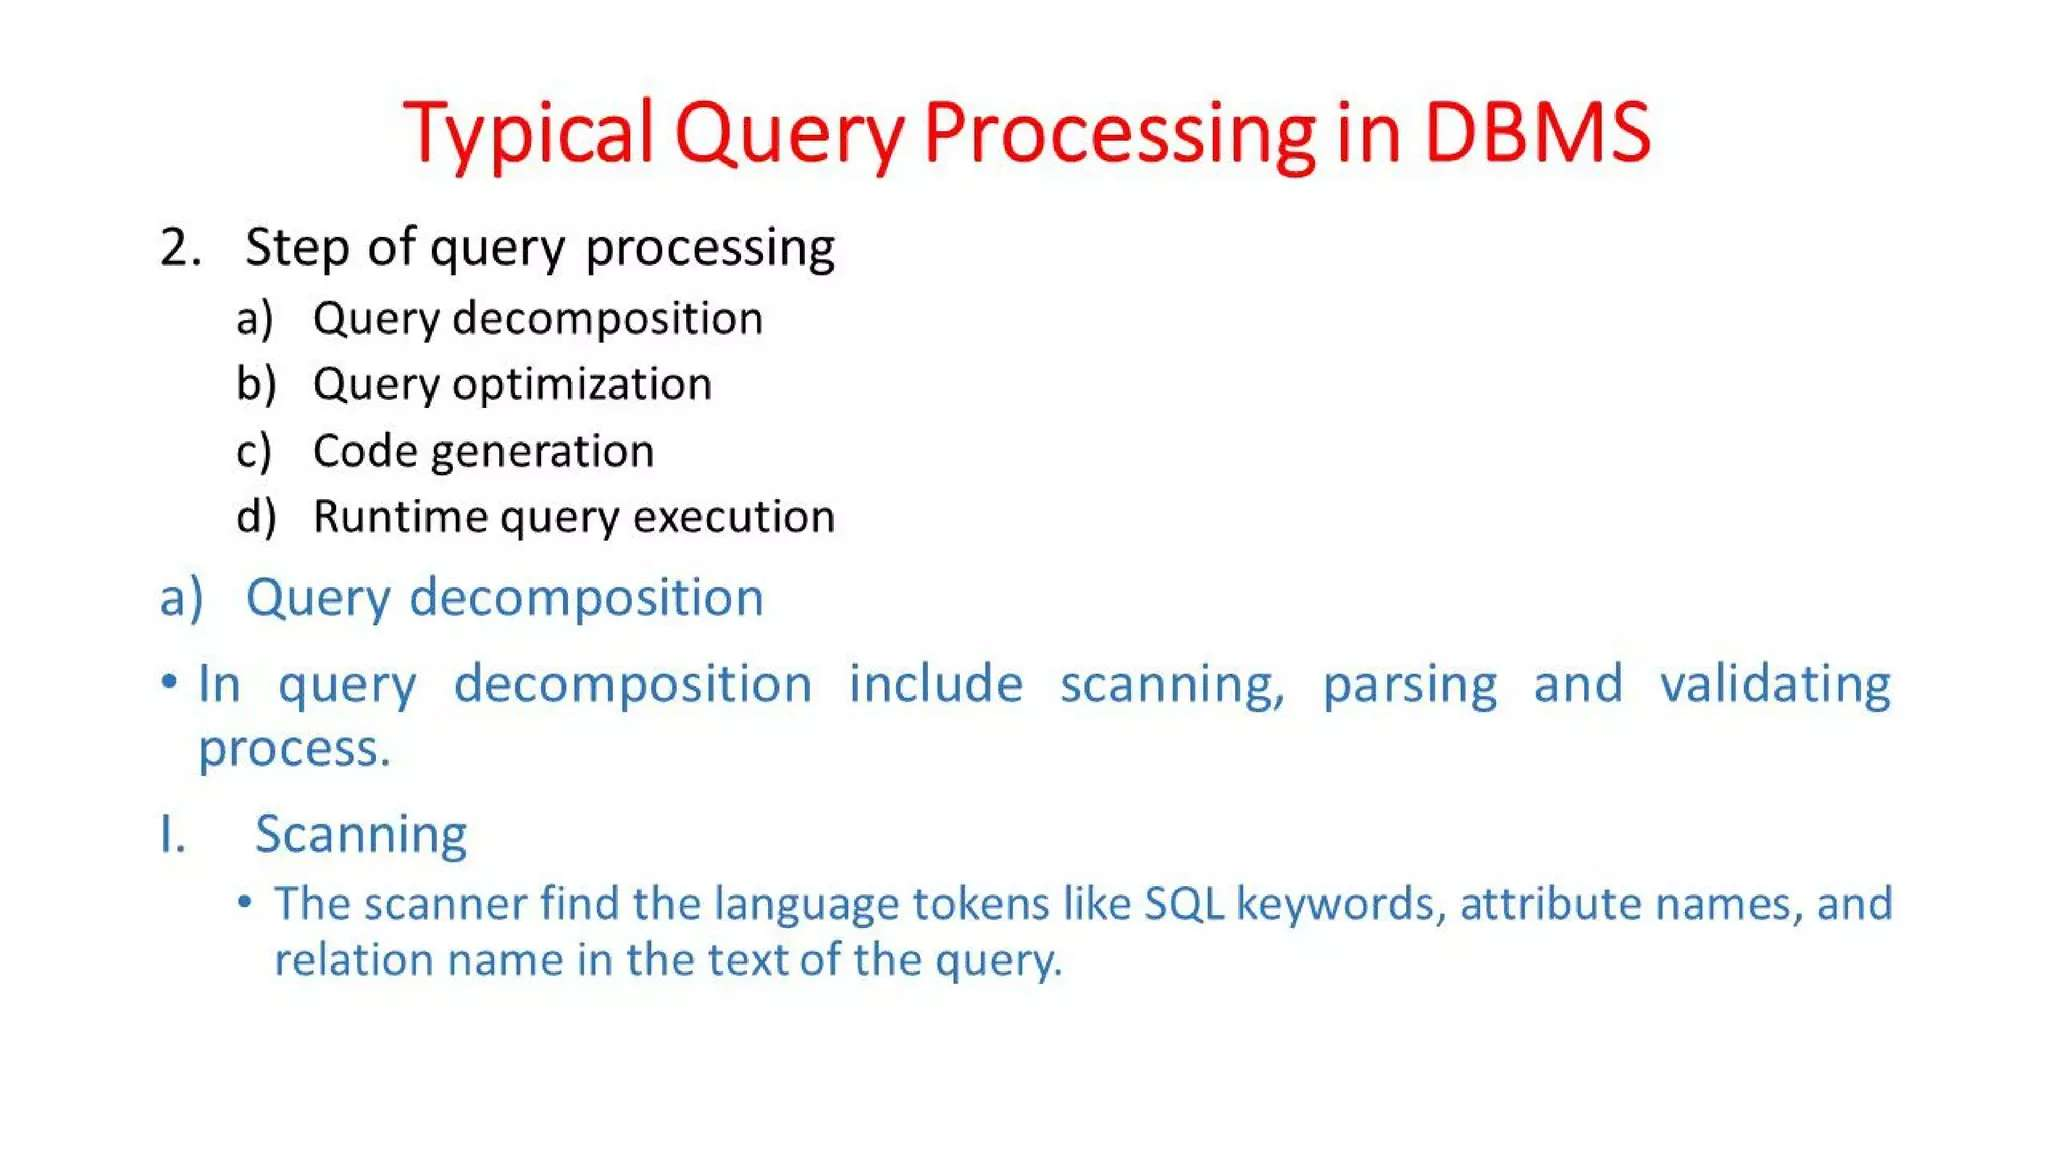 Typical Query Processing in DBMS
2. Step of query processing
a) Query decomposition
b) Query optimization
c) Code generation
d) Runtime query execution
a) Query decomposition
• In query decomposition include scanning, parsing and validating
process.
I. Scanning
• The scanner find the language tokens like SQL keywords, attribute names, and
relation name in the text of the query.